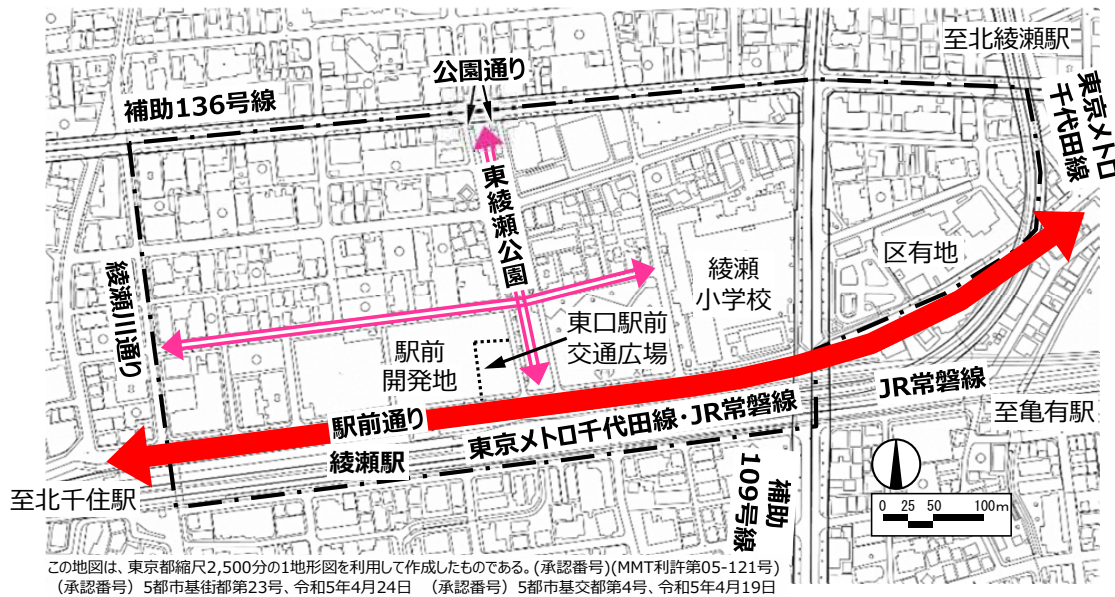 至北綾瀬駅
公園通り
補助136号線
東京メトロ
千代田線
東綾瀬公園
区有地
綾瀬
小学校
綾瀬川通り
東口駅前
交通広場
駅前
開発地
JR常磐線
駅前通り
東京メトロ千代田線・JR常磐線
至亀有駅
綾瀬駅
補助
109号線
至北千住駅
0 25 50 100m
この地図は、東京都縮尺2,500分の1地形図を利用して作成したものである。(承認番号)(MMT利許第05-121号)
(承認番号) 5都市基街都第23号、令和5年4月24日 (承認番号) 5都市基交都第4号、令和5年4月19日